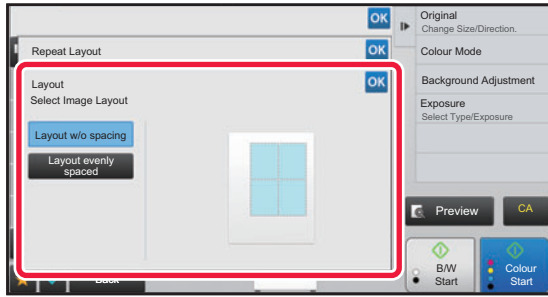 OK
Repeat Layout
OK
Layout
OK
Select Image Layout
Layout w/o spacing
Layout evenly
spaced
Original
Change Size/Direction.
Colour Mode
Background Adjustment
Exposure
Select Type/Exposure
Preview
CA
B/W
Start
Colour
Start